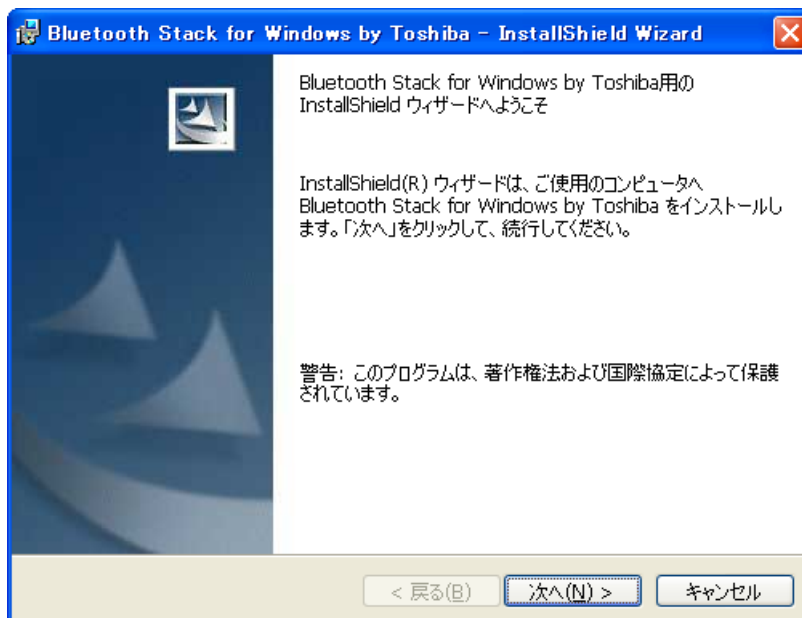 Bluetooth Stack for Windows by Toshiba - InstallShield Wizard
Bluetooth Stack for Windows by Toshiba用の
InstallShield ウィザードへようこそ
InstallShield(R) ウィザードは、ご使用のコンピュータへ
Bluetooth Stack for Windows by Toshiba をインストールし
ます。「次へ」をクリックして、続行してください。
警告: このプログラムは、著作権法および国際協定によって保護
されています。
< 戻る(B)
次へ(N) >
キャンセル